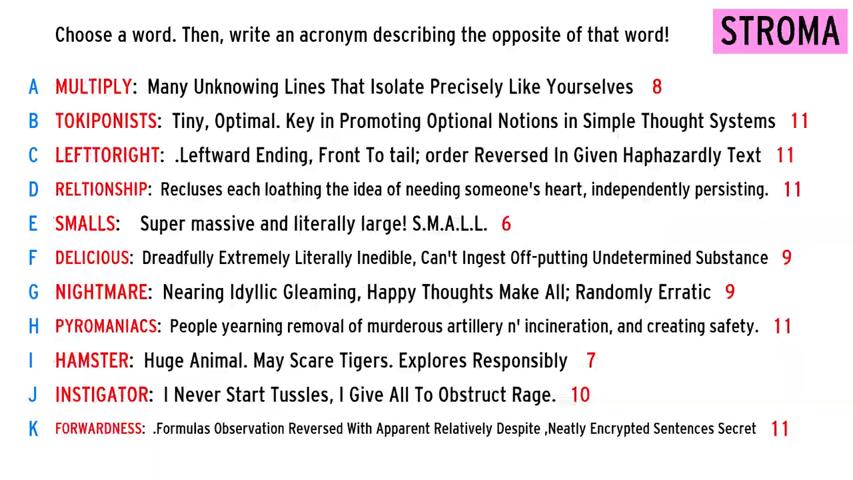 Choose a word. Then, write an acronym describing the opposite of that word!
STROMA
A MULTIPLY: Many Unknowing Lines That Isolate Precisely Like Yourselves 8
B TOKIPONISTS: Tiny, Optimal. Key in Promoting Optional Notions in Simple Thought Systems 11
C LEFTTORIGHT: .Leftward Ending, Front To tail; order Reversed In Given Haphazardly Text 11
D RELTIONSHIP: Recluses each loathing the idea of needing someone's heart, independently persisting. 11
E SMALLS: Super massive and literally large! S.M.A.L.L. 6
F DELICIOUS: Dreadfully Extremely Literally Inedible, Can't Ingest Off-putting Undetermined Substance 9
G NIGHTMARE: Nearing Idyllic Gleaming, Happy Thoughts Make All; Randomly Erratic 9
H PYROMANIACS: People yearning removal of murderous artillery n' incineration, and creating safety. 11
I HAMSTER: Huge Animal. May Scare Tigers. Explores Responsibly 7
J INSTIGATOR: I Never Start Tussles, I Give All To Obstruct Rage. 10
K FORWARDNESS: .Formulas Observation Reversed With Apparent Relatively Despite ,Neatly Encrypted Sentences Secret 11